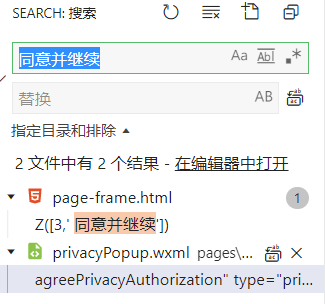 SEARCH: 搜索
同意并继续
Aa Abl .*
替换
AB
指定目录和排除
2 文件中有 2 个结果 - 在编辑器中打开
page-frame.html
1
Z([3,' 同意并继续'])
privacyPopup.wxml pages\...
agreePrivacyAuthorization" type="pri...